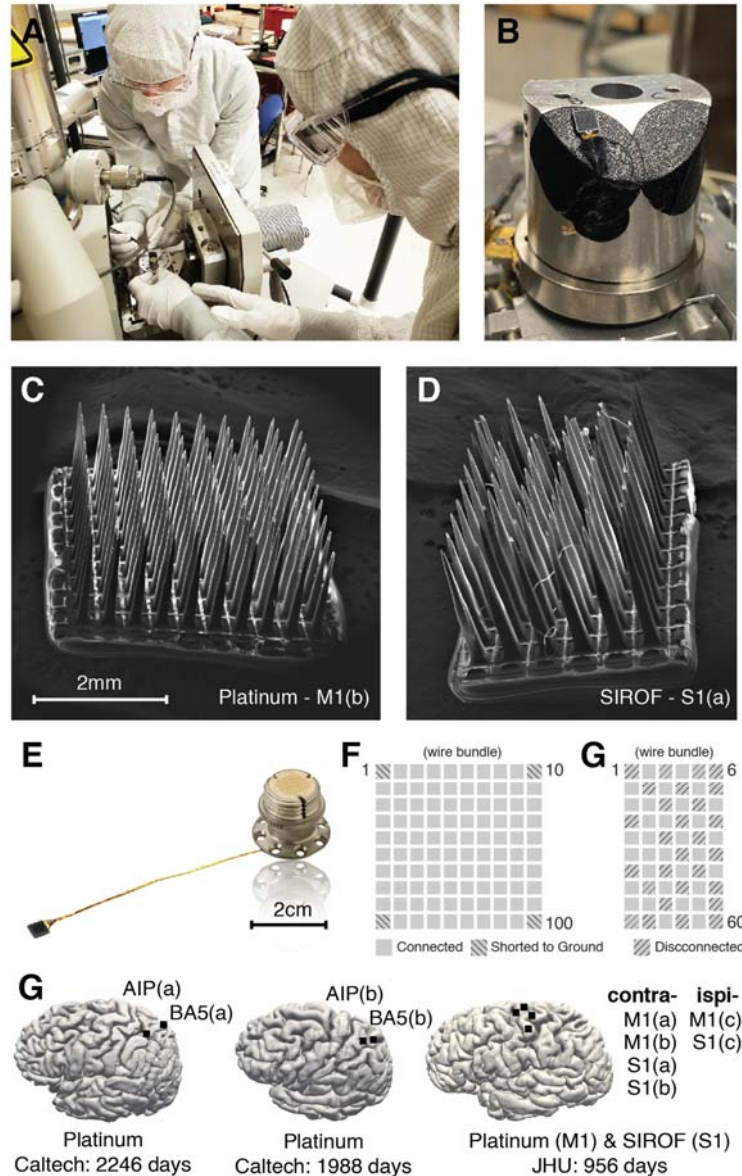 A
B
C
2mm
Platinum - M1(b)
D
SIROF - S1(a)
E
2cm
F
(wire bundle)
1
10
100
Connected
Shorted to Ground
G
(wire bundle)
1
6
60
Disconnected
G
AIP(a)
BA5(a)
Platinum
Caltech: 2246 days
AIP(b)
BA5(b)
Platinum
Caltech: 1988 days
contra- ispi-
M1(a) M1(c)
M1(b) S1(c)
S1(a)
S1(b)
Platinum (M1) & SIROF (S1)
JHU: 956 days